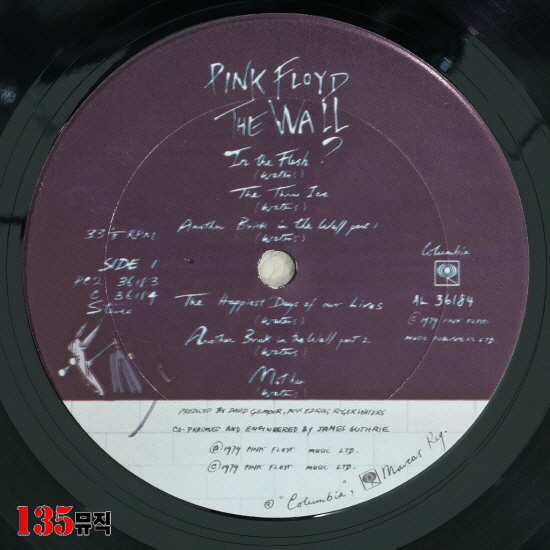 PINK FLOYD
THE WALL
In the Flesh?
(Waters)
The Thin Ice
(Waters)
Another Brick in the Wall part 1
(Waters)
33 1/3 RPM
SIDE 1
PC2 36183
C 36184
Stereo
Columbia
AL 36184
Ⓟ 1979 PINK FLOYD
MUSIC PUBLISHERS LTD.
The Happiest Days of our Lives
(Waters)
Another Brick in the Wall part 2
(Waters)
Mother
(Waters)
PRODUCED BY DAVID GILMOUR, BOB EZRIN, ROGER WATERS
CO-PRODUCED AND ENGINEERED BY JAMES GUTHRIE
Ⓟ 1979 PINK FLOYD MUSIC LTD.
© 1979 PINK FLOYD MUSIC LTD.
® "Columbia", Marcas Reg.
135뮤직